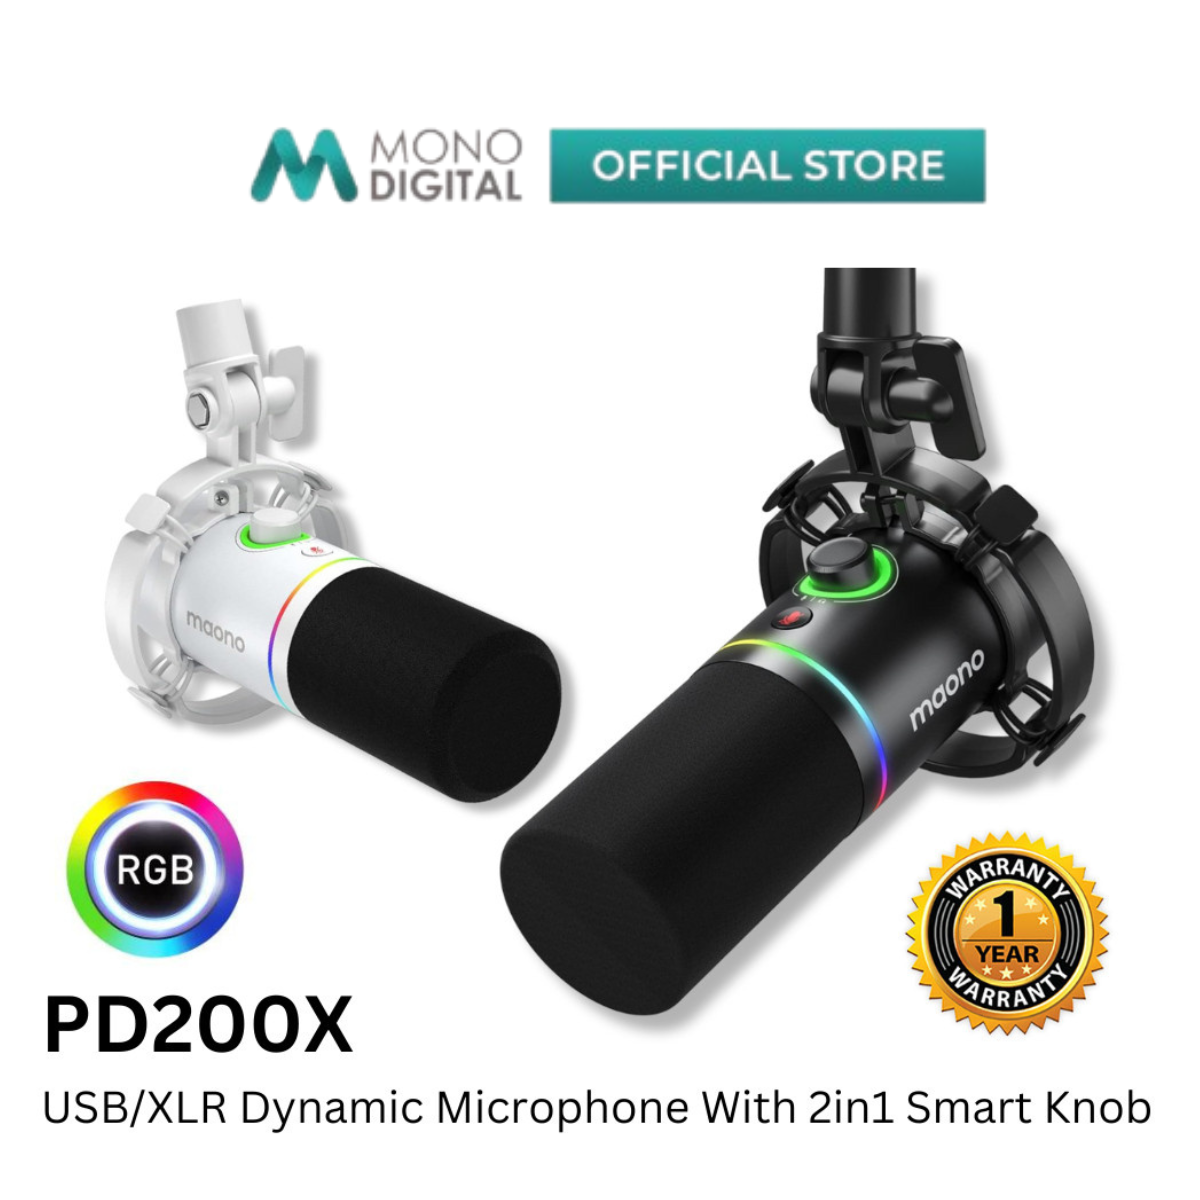 MONO
DIGITAL
OFFICIAL STORE
maono
maono
RGB
WARRANTY
1
YEAR
WARRANTY
PD200X
USB/XLR Dynamic Microphone With 2in1 Smart Knob